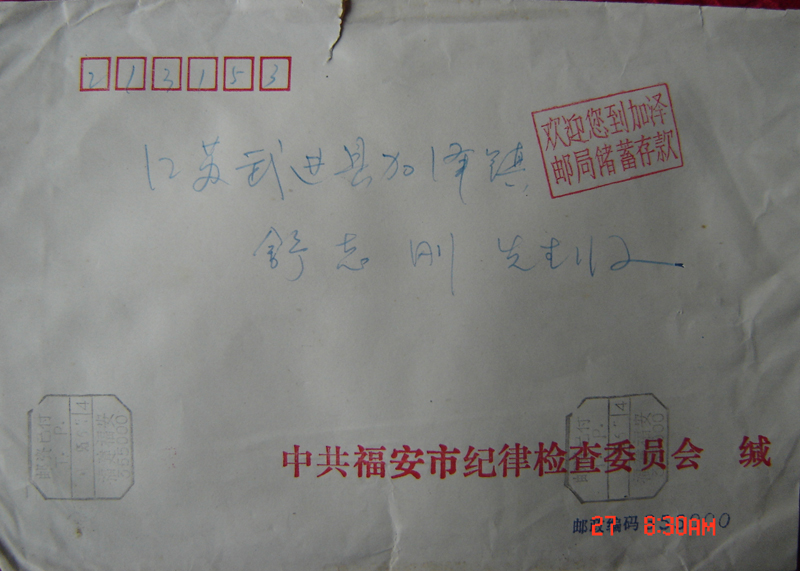 213153
欢迎您到加泽
邮局储蓄存款
江苏武进县加泽镇
舒志刚 先生收
中共福安市纪律检查委员会 缄
邮政编码
27 8:30AM